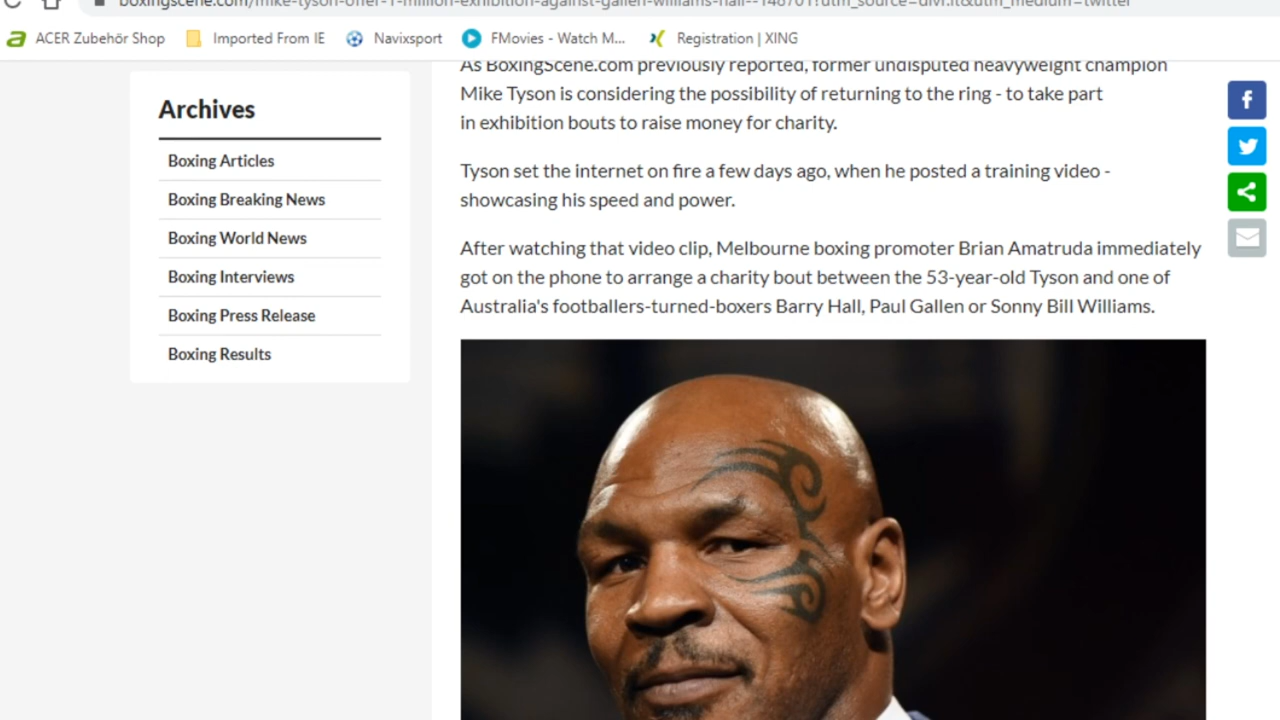 boxingscene.com/mike-tyson-offer-1-million-exhibition-against-gallen-williams-hall--148761?utm_source=dlvr.it&utm_medium=twitter
ACER Zubehör Shop Imported From IE Navixsport FMovies - Watch M... Registration | XING
Archives
Boxing Articles
Boxing Breaking News
Boxing World News
Boxing Interviews
Boxing Press Release
Boxing Results
As BoxingScene.com previously reported, former undisputed heavyweight champion
Mike Tyson is considering the possibility of returning to the ring - to take part
in exhibition bouts to raise money for charity.
Tyson set the internet on fire a few days ago, when he posted a training video -
showcasing his speed and power.
After watching that video clip, Melbourne boxing promoter Brian Amatruda immediately
got on the phone to arrange a charity bout between the 53-year-old Tyson and one of
Australia's footballers-turned-boxers Barry Hall, Paul Gallen or Sonny Bill Williams.